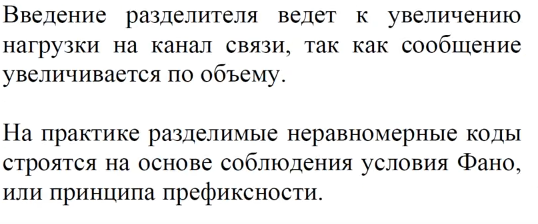 Введение разделителя ведет к увеличению
нагрузки на канал связи, так как сообщение
увеличивается по объему.
На практике разделимые неравномерные коды
строятся на основе соблюдения условия Фано,
или принципа префиксности.